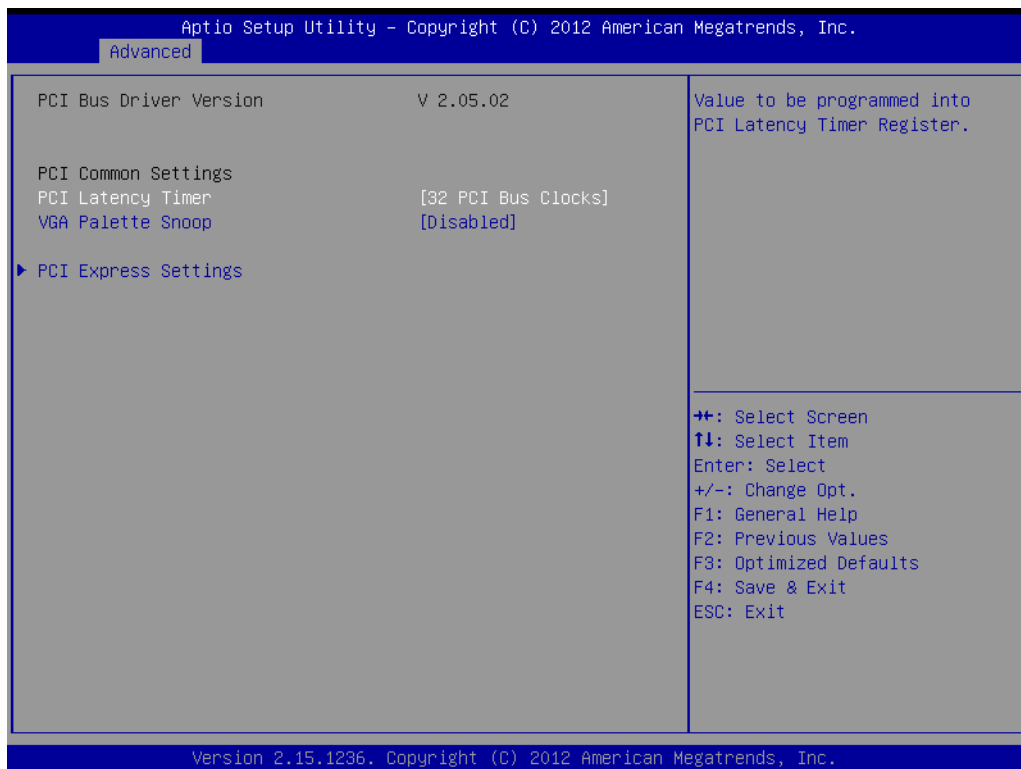 Aptio Setup Utility – Copyright (C) 2012 American Megatrends, Inc.
Advanced
PCI Bus Driver Version V 2.05.02
PCI Common Settings
PCI Latency Timer [32 PCI Bus Clocks]
VGA Palette Snoop [Disabled]
PCI Express Settings
Value to be programmed into
PCI Latency Timer Register.
→←: Select Screen
↑↓: Select Item
Enter: Select
+/-: Change Opt.
F1: General Help
F2: Previous Values
F3: Optimized Defaults
F4: Save & Exit
ESC: Exit
Version 2.15.1236. Copyright (C) 2012 American Megatrends, Inc.